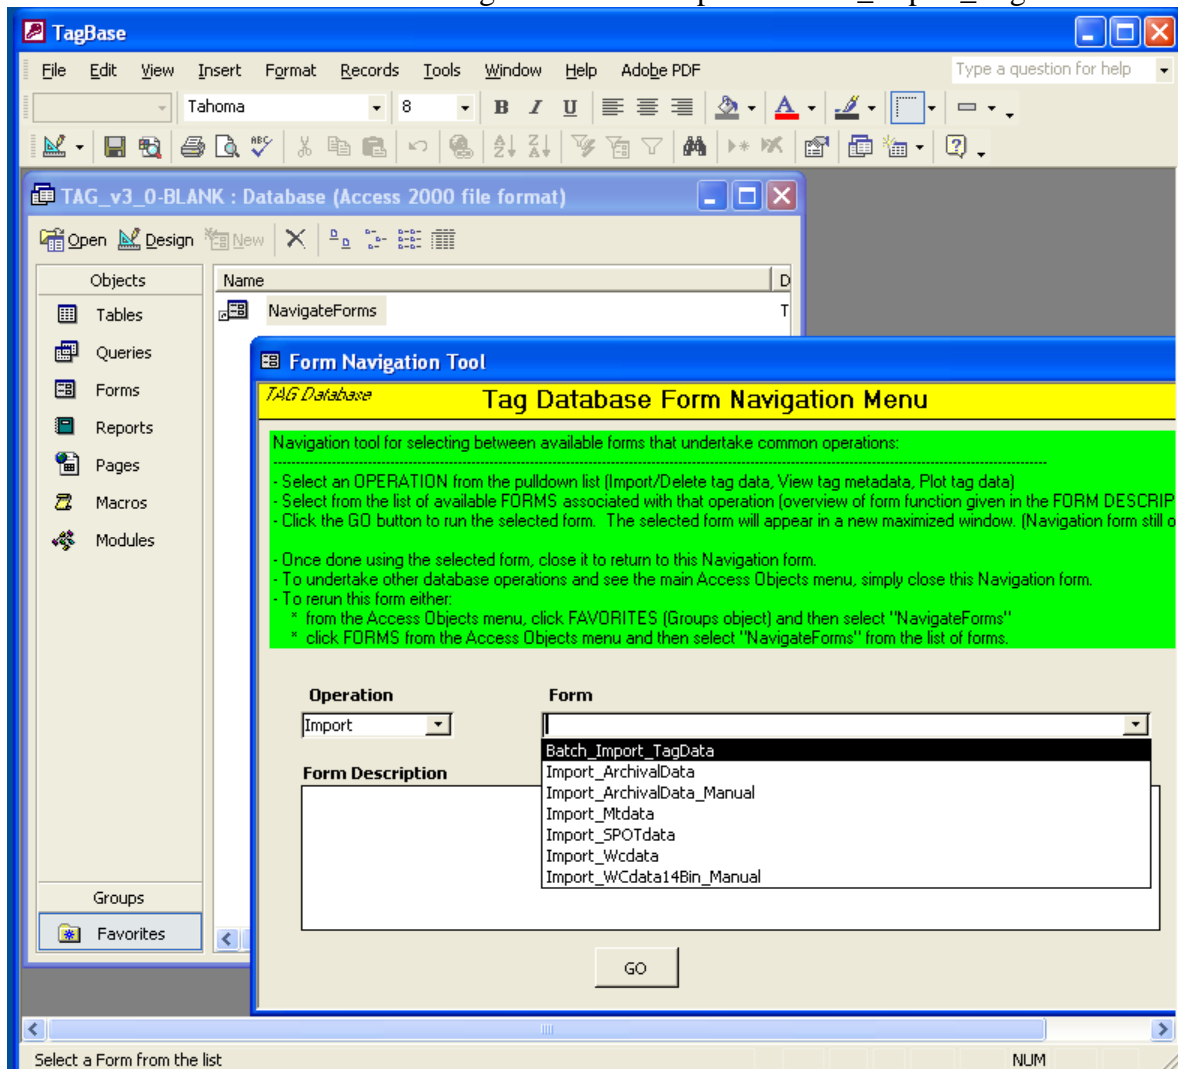 TagBase
File Edit View Insert Format Records Tools Window Help Adobe PDF Type a question for help
Tahoma 8 B I U
TAG_v3_0-BLANK : Database (Access 2000 file format)
Open Design New
Objects Name D
Tables NavigateForms T
Queries
Forms
Reports
Pages
Macros
Modules
Groups
Favorites
Form Navigation Tool
TAG Database Tag Database Form Navigation Menu
Navigation tool for selecting between available forms that undertake common operations:
- Select an OPERATION from the pulldown list (Import/Delete tag data, View tag metadata, Plot tag data)
- Select from the list of available FORMS associated with that operation (overview of form function given in the FORM DESCRIP
- Click the GO button to run the selected form. The selected form will appear in a new maximized window. (Navigation form still o
- Once done using the selected form, close it to return to this Navigation form.
- To undertake other database operations and see the main Access Objects menu, simply close this Navigation form.
- To rerun this form either:
* from the Access Objects menu, click FAVORITES (Groups object) and then select "NavigateForms"
* click FORMS from the Access Objects menu and then select "NavigateForms" from the list of forms.
Operation Form
Import
Batch_Import_TagData
Import_ArchivalData
Import_ArchivalData_Manual
Import_Mtdata
Import_SPOTdata
Import_Wcdata
Import_WCdata14Bin_Manual
Form Description
GO
Select a Form from the list NUM